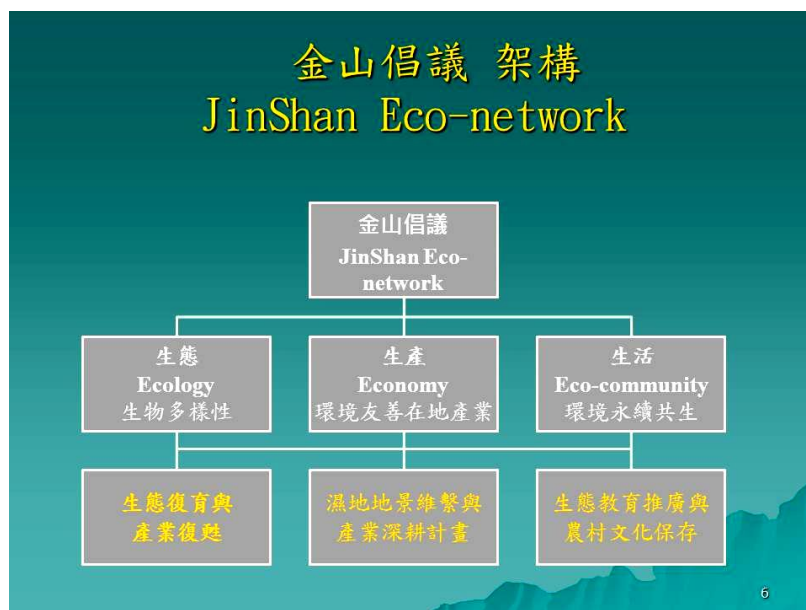 金山倡議 架構
JinShan Eco-network
金山倡議
JinShan Eco-
network
生態
Ecology
生物多樣性
生產
Economy
環境友善在地產業
生活
Eco-community
環境永續共生
生態復育與
產業復甦
濕地地景維繫與
產業深耕計畫
生態教育推廣與
農村文化保存
6